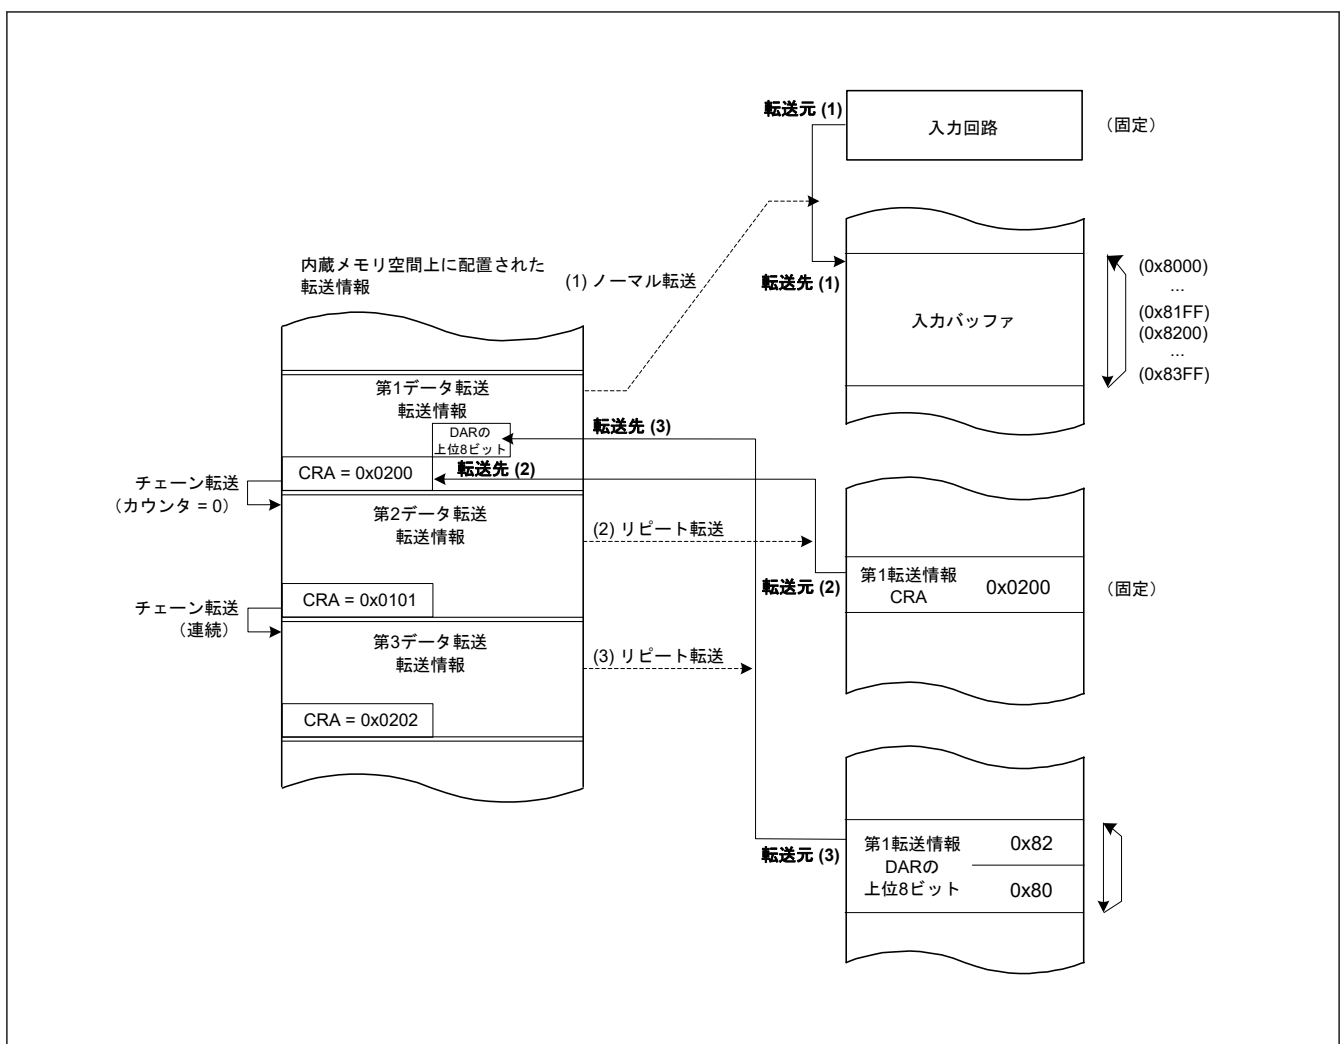 転送元 (1)
入力回路
（固定）
内蔵メモリ空間上に配置された
転送情報
(1) ノーマル転送
転送先 (1)
入力バッファ
(0x8000)
...
(0x81FF)
(0x8200)
...
(0x83FF)
第1データ転送
転送情報
DARの
上位8ビット
転送先 (3)
CRA = 0x0200
転送先 (2)
チェーン転送
（カウンタ = 0）
第2データ転送
転送情報
(2) リピート転送
転送元 (2)
第1転送情報
CRA
0x0200
（固定）
CRA = 0x0101
チェーン転送
（連続）
第3データ転送
転送情報
(3) リピート転送
CRA = 0x0202
転送元 (3)
第1転送情報
DARの
上位8ビット
0x82
0x80